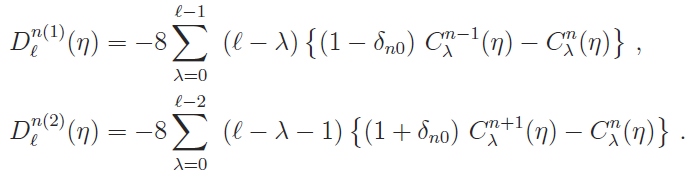 $D_{\ell}^{n(1)}(\eta) = -8 \sum_{\lambda=0}^{\ell-1} (\ell - \lambda) \left\{ (1 - \delta_{n0}) \, C_{\lambda}^{n-1}(\eta) - C_{\lambda}^{n}(\eta) \right\} \, ,$
$D_{\ell}^{n(2)}(\eta) = -8 \sum_{\lambda=0}^{\ell-2} (\ell - \lambda - 1) \left\{ (1 + \delta_{n0}) \, C_{\lambda}^{n+1}(\eta) - C_{\lambda}^{n}(\eta) \right\} \, .$